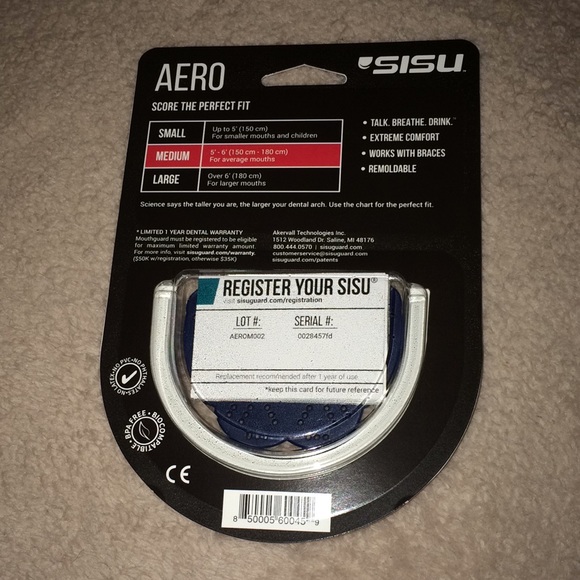 AERO
SISU
SCORE THE PERFECT FIT
SMALL Up to 5' (150 cm)
For smaller mouths and children
MEDIUM 5' - 6' (150 cm - 180 cm)
For average mouths
LARGE Over 6' (180 cm)
For larger mouths
• TALK. BREATHE. DRINK.™
• EXTREME COMFORT
• WORKS WITH BRACES
• REMOLDABLE
Science says the taller you are, the larger your dental arch. Use the chart for the perfect fit.
* LIMITED 1 YEAR DENTAL WARRANTY
Mouthguard must be registered to be eligible
for maximum limited warranty amount.
For more info, visit sisuguard.com/warranty.
($50K w/registration, otherwise $35K)
Akervall Technologies Inc.
1512 Woodland Dr. Saline, MI 48176
800.444.0570 | sisuguard.com
customerservice@sisuguard.com
sisuguard.com/patents
REGISTER YOUR SISU®
visit sisuguard.com/registration
LOT #: SERIAL #:
AEROM002 0028457fd
Replacement recommended after 1 year of use
*keep this card for future reference
NO LATEX • NO PVC • NO PHTHALATES
BPA FREE • BIOCOMPATIBLE •
CE
8 50005 60045 9